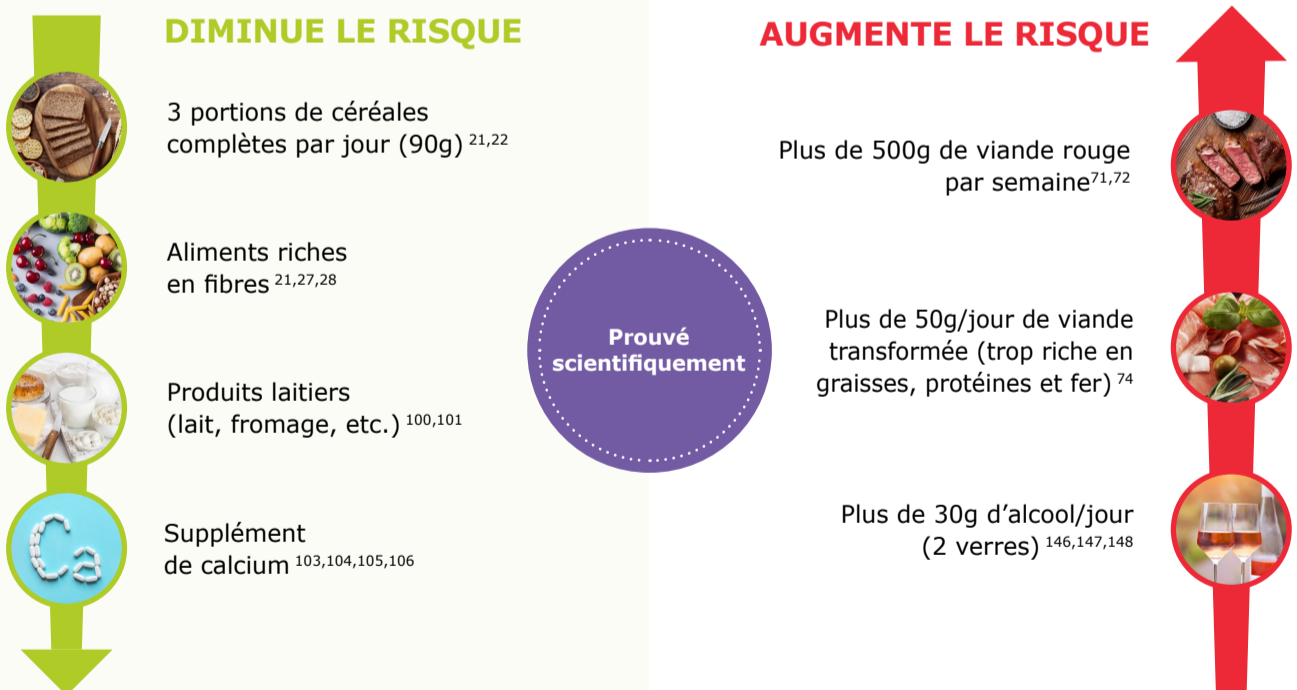 DIMINUE LE RISQUE
3 portions de céréales
complètes par jour (90g) 21,22
Aliments riches
en fibres 21,27,28
Produits laitiers
(lait, fromage, etc.) 100,101
Ca
Supplément
de calcium 103,104,105,106
Prouvé
scientifiquement
AUGMENTE LE RISQUE
Plus de 500g de viande rouge
par semaine71,72
Plus de 50g/jour de viande
transformée (trop riche en
graisses, protéines et fer) 74
Plus de 30g d’alcool/jour
(2 verres) 146,147,148